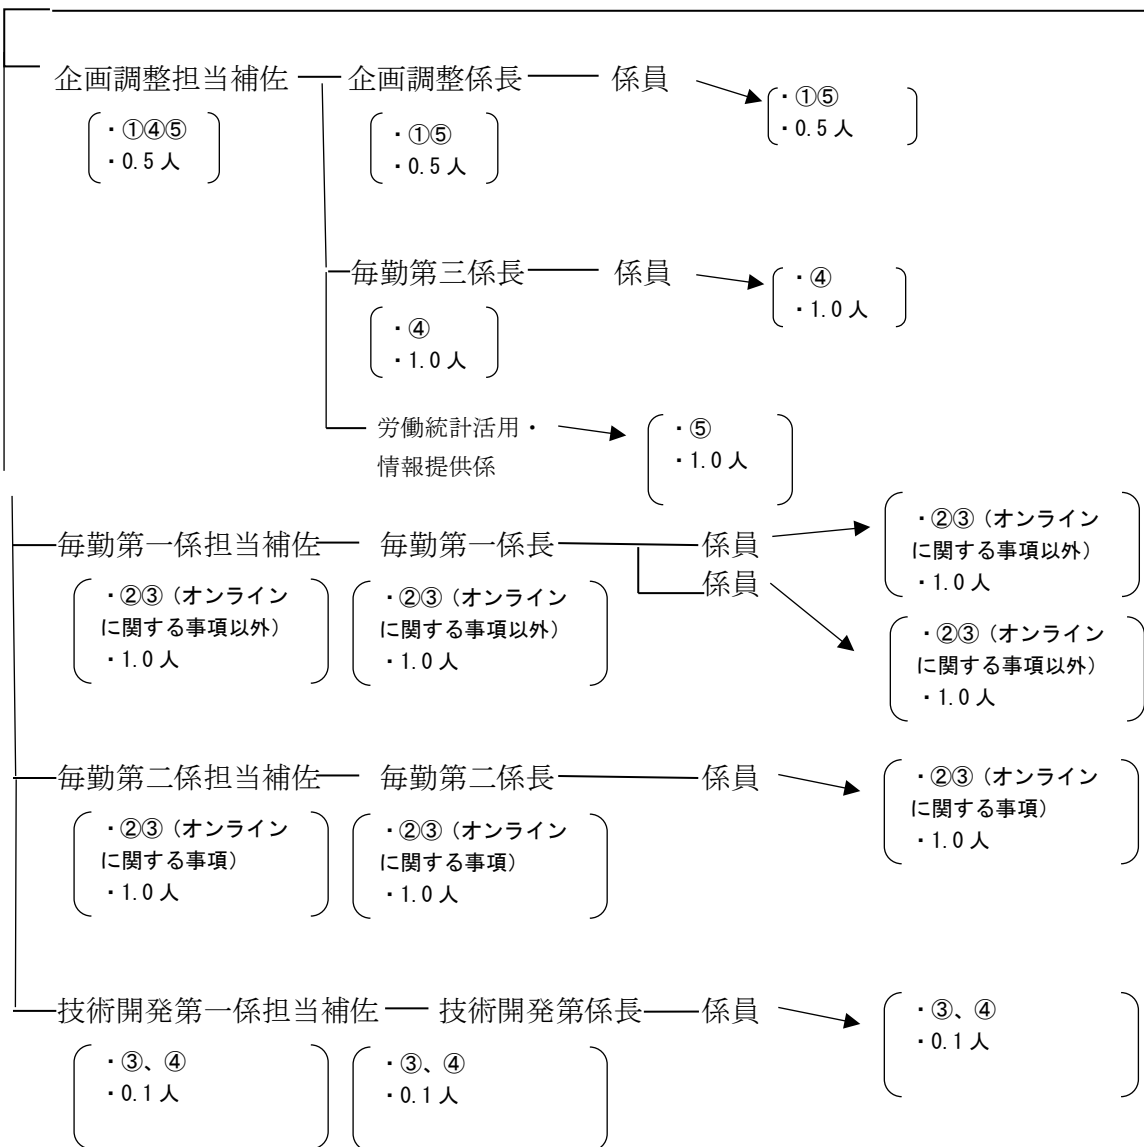 企画調整担当補佐 企画調整係長 係員
・①④⑤
・0.5人
・①⑤
・0.5人
・①⑤
・0.5人
毎勤第三係長 係員
・④
・1.0人
・④
・1.0人
労働統計活用・
情報提供係
・⑤
・1.0人
毎勤第一係担当補佐 毎勤第一係長 係員
係員
・②③（オンライン
に関する事項以外）
・1.0人
・②③（オンライン
に関する事項以外）
・1.0人
・②③（オンライン
に関する事項以外）
・1.0人
・②③（オンライン
に関する事項以外）
・1.0人
毎勤第二係担当補佐 毎勤第二係長 係員
・②③（オンライン
に関する事項）
・1.0人
・②③（オンライン
に関する事項）
・1.0人
・②③（オンライン
に関する事項）
・1.0人
技術開発第一係担当補佐 技術開発第係長 係員
・③、④
・0.1人
・③、④
・0.1人
・③、④
・0.1人